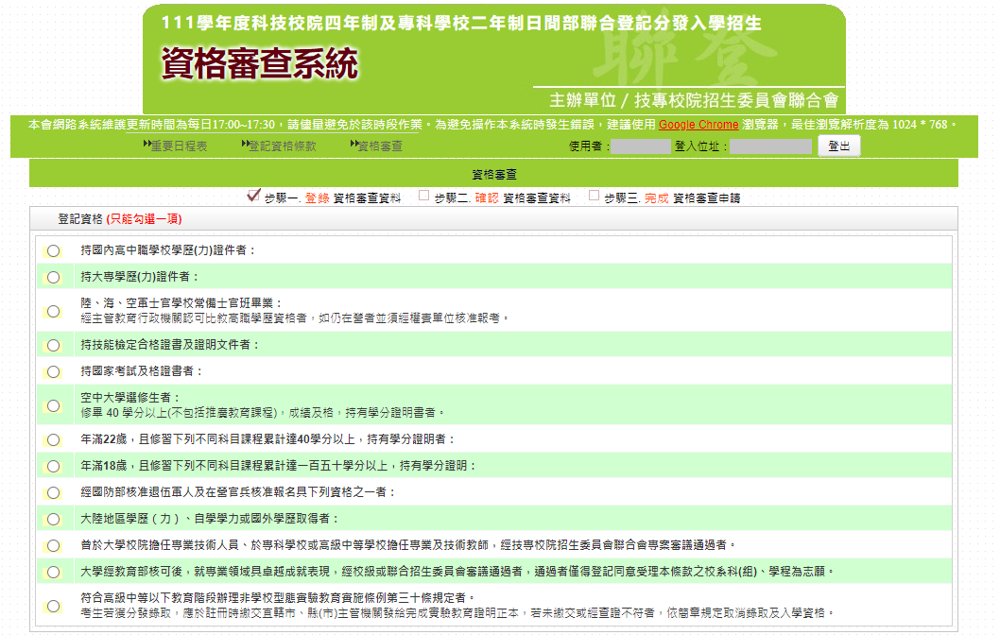 111學年度科技校院四年制及專科學校二年制日間部聯合登記分發入學招生
聯登
資格審查系統
主辦單位 / 技專校院招生委員會聯合會
本會網路系統維護更新時間為每日17:00~17:30，請儘量避免於該時段作業。為避免操作本系統時發生錯誤，建議使用 Google Chrome 瀏覽器，最佳瀏覽解析度為 1024 * 768。
重要日程表 登記資格條款 資格審查 使用者： 登入位址： 登出
資格審查
步驟一. 登錄 資格審查資料 步驟二. 確認 資格審查資料 步驟三. 完成 資格審查申請
登記資格 (只能勾選一項)
持國內高中職學校學歷(力)證件者：
持大專學歷(力)證件者：
陸、海、空軍士官學校常備士官班畢業：
經主管教育行政機關認可比敘高職學歷資格者，如仍在營者並須經權責單位核准報考。
持技能檢定合格證書及證明文件者：
持國家考試及格證書者：
空中大學選修生者：
修畢 40 學分以上(不包括推廣教育課程)，成績及格，持有學分證明書者。
年滿22歲，且修習下列不同科目課程累計達40學分以上，持有學分證明者：
年滿18歲，且修習下列不同科目課程累計達一百五十學分以上，持有學分證明：
經國防部核准退伍軍人及在營官兵核准報名具下列資格之一者：
大陸地區學歷（力）、自學學力或國外學歷取得者：
曾於大學校院擔任專業技術人員、於專科學校或高級中等學校擔任專業及技術教師，經技專校院招生委員會聯合會專案審議通過者。
大學經教育部核可後，就專業領域具卓越成就表現，經校級或聯合招生委員會審議通過者，通過者僅得登記同意受理本條款之校系科(組)、學程為志願。
符合高級中等以下教育階段辦理非學校型態實驗教育實施條例第三十條規定者。
考生若獲分發錄取，應於註冊時繳交直轄市、縣(市)主管機關發給完成實驗教育證明正本，若未繳交或經查證不符者，依簡章規定取消錄取及入學資格。